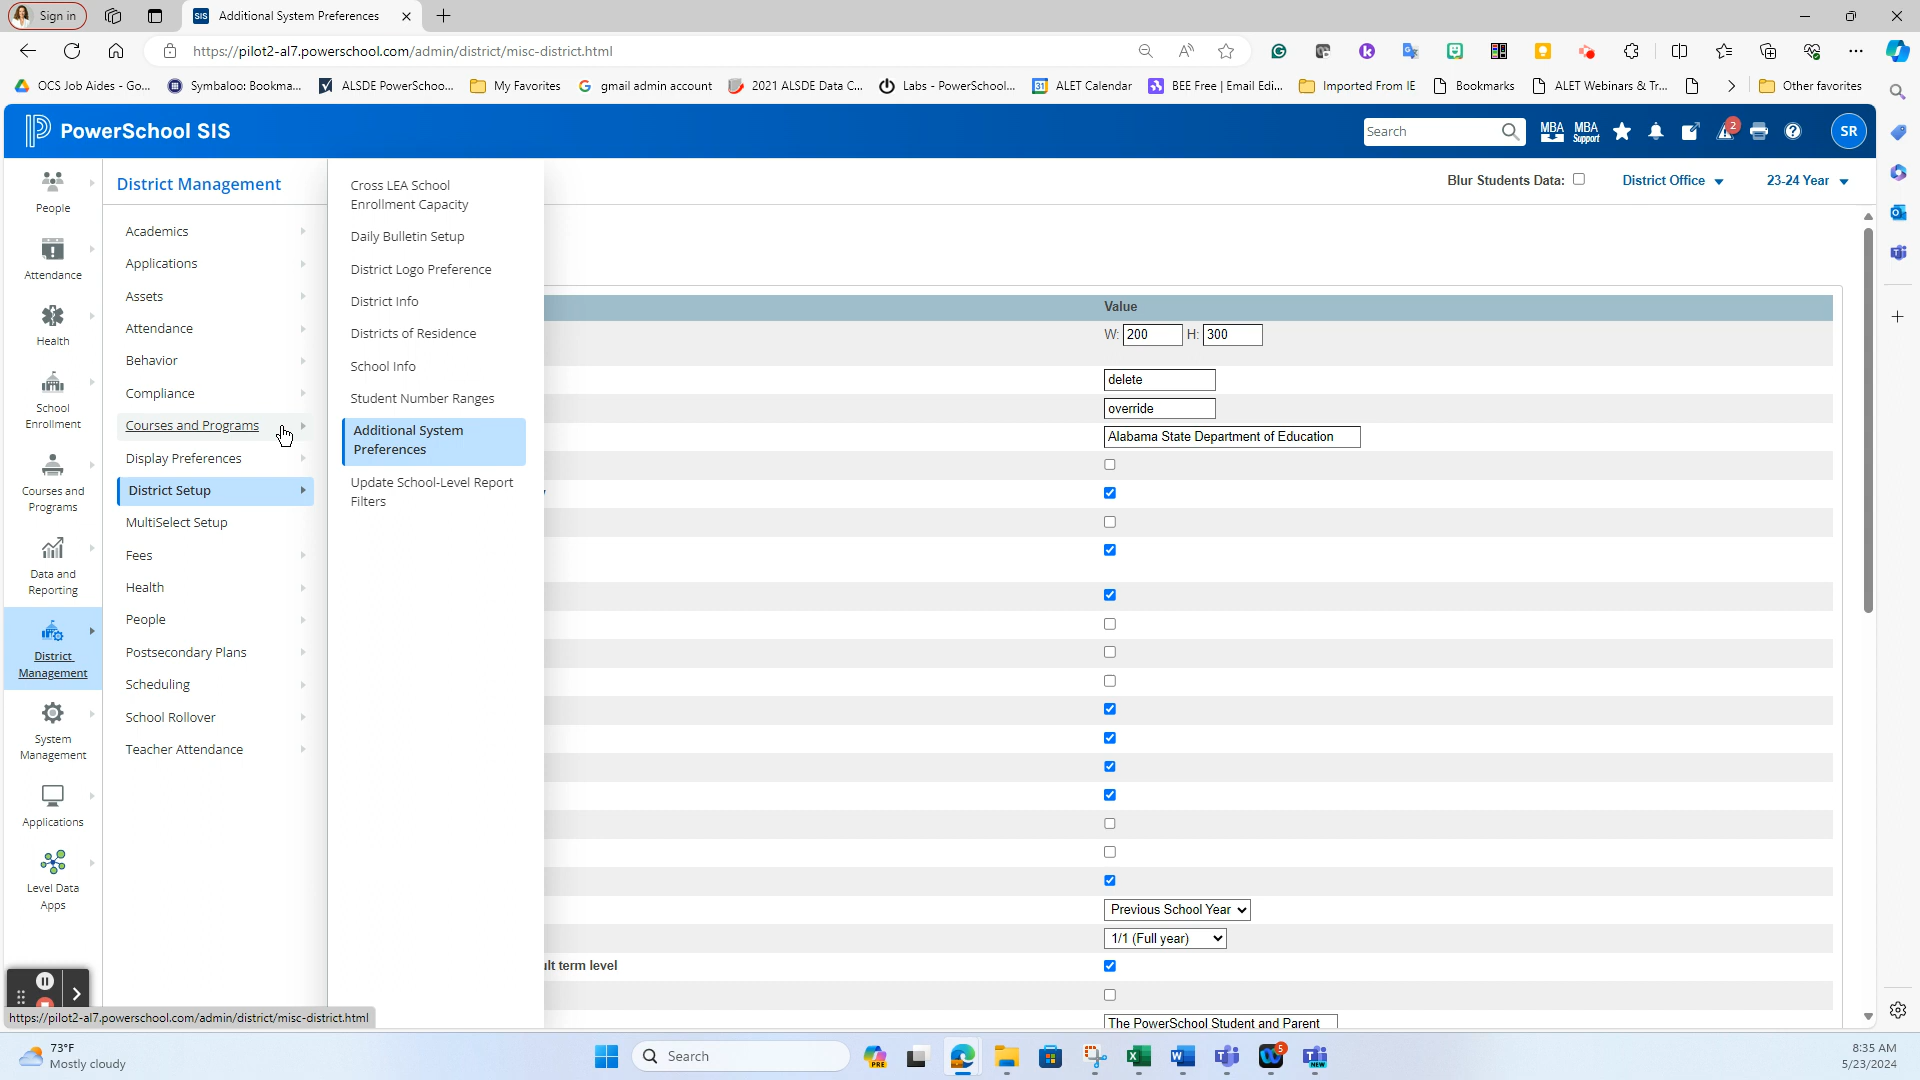 Sign in
SIS Additional System Preferences
https://pilot2-al7.powerschool.com/admin/district/misc-district.html
OCS Job Aides - Go...
Symbaloo: Bookma...
ALSDE PowerSchoo...
My Favorites
gmail admin account
2021 ALSDE Data C...
Labs - PowerSchool...
ALET Calendar
BEE Free | Email Edi...
Imported From IE
Bookmarks
ALET Webinars & Tr...
Other favorites
PowerSchool SIS
Search
MBA
MBA
Support
2
SR
District Management
Blur Students Data:
District Office
23-24 Year
People
Attendance
Health
School
Enrollment
Courses and
Programs
Data and
Reporting
District
Management
System
Management
Applications
Level Data
Apps
Academics
Applications
Assets
Attendance
Behavior
Compliance
Courses and Programs
Display Preferences
District Setup
MultiSelect Setup
Fees
Health
People
Postsecondary Plans
Scheduling
School Rollover
Teacher Attendance
Cross LEA School
Enrollment Capacity
Daily Bulletin Setup
District Logo Preference
District Info
Districts of Residence
School Info
Student Number Ranges
Additional System
Preferences
Update School-Level Report
Filters
Value
W: 200 H: 300
delete
override
Alabama State Department of Education
Previous School Year
1/1 (Full year)
ult term level
The PowerSchool Student and Parent
https://pilot2-al7.powerschool.com/admin/district/misc-district.html
73°F
Mostly cloudy
Search
PRE
5
NEW
8:35 AM
5/23/2024